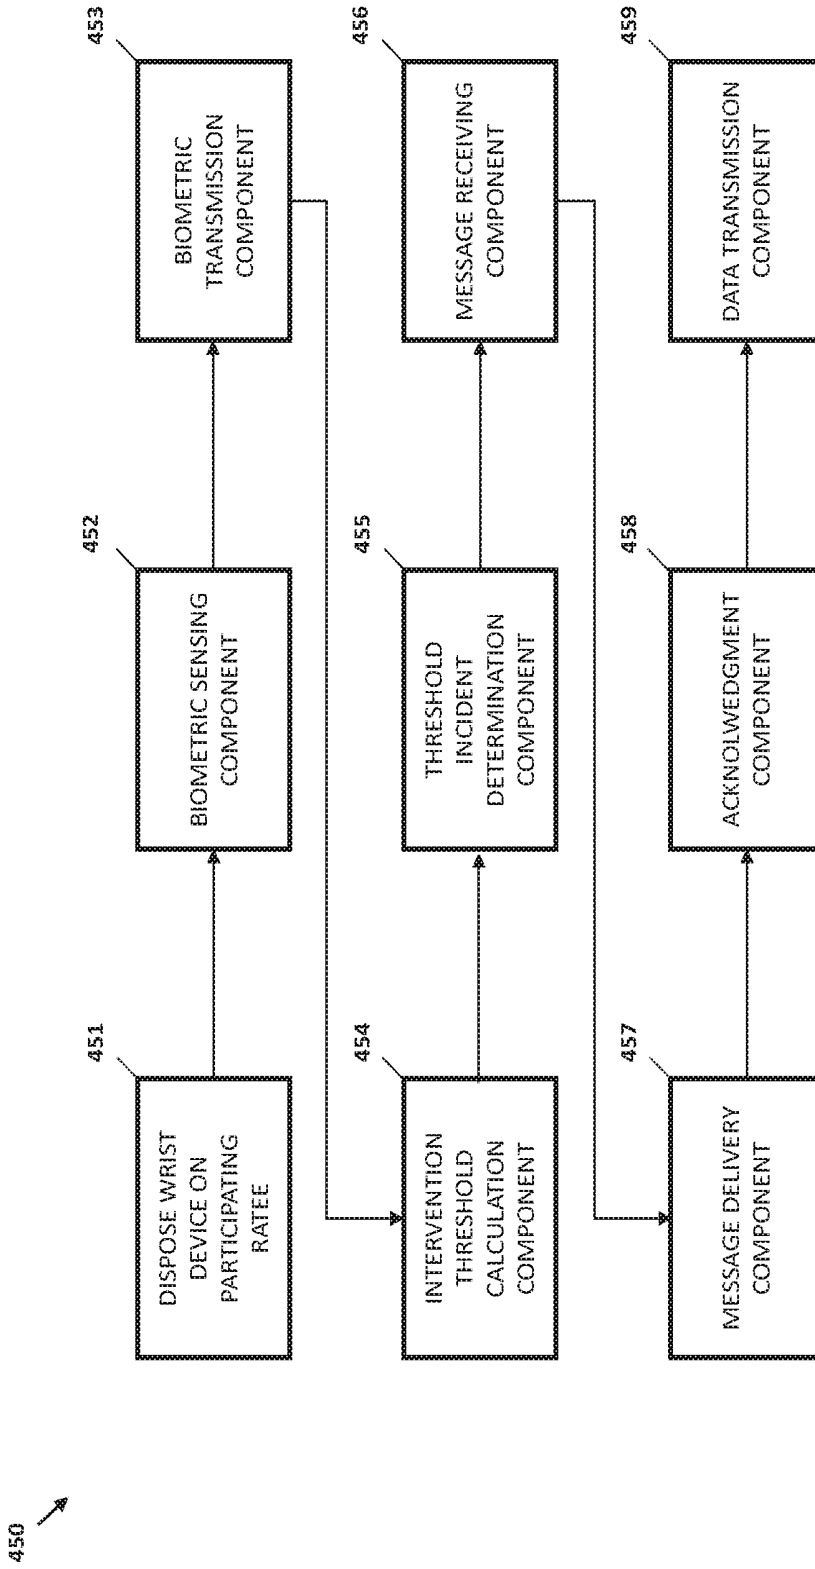 450
451
DISPOSE WRIST
DEVICE ON
PARTICIPATING
RATEE
452
BIOMETRIC SENSING
COMPONENT
453
BIOMETRIC
TRANSMISSION
COMPONENT
454
INTERVENTION
THRESHOLD
CALCULATION
COMPONENT
455
THRESHOLD
INCIDENT
DETERMINATION
COMPONENT
456
MESSAGE RECEIVING
COMPONENT
457
MESSAGE DELIVERY
COMPONENT
458
ACKNOLWEDGMENT
COMPONENT
459
DATA TRANSMISSION
COMPONENT